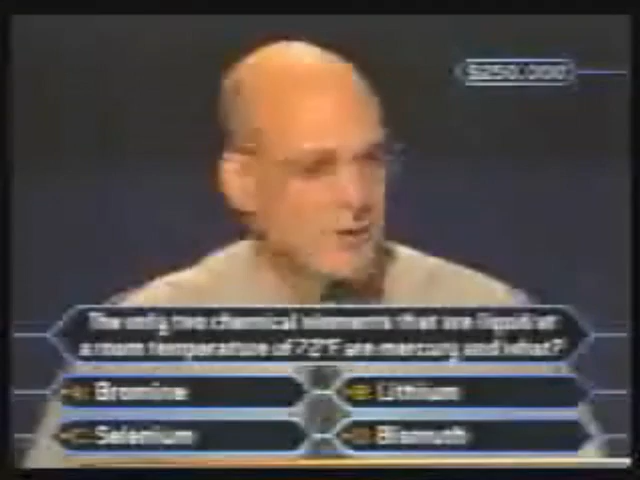 $250,000
The only two chemical elements that are liquid at
a room temperature of 72°F are mercury and what?
A: Bromine
B: Lithium
C: Selenium
D: Bismuth